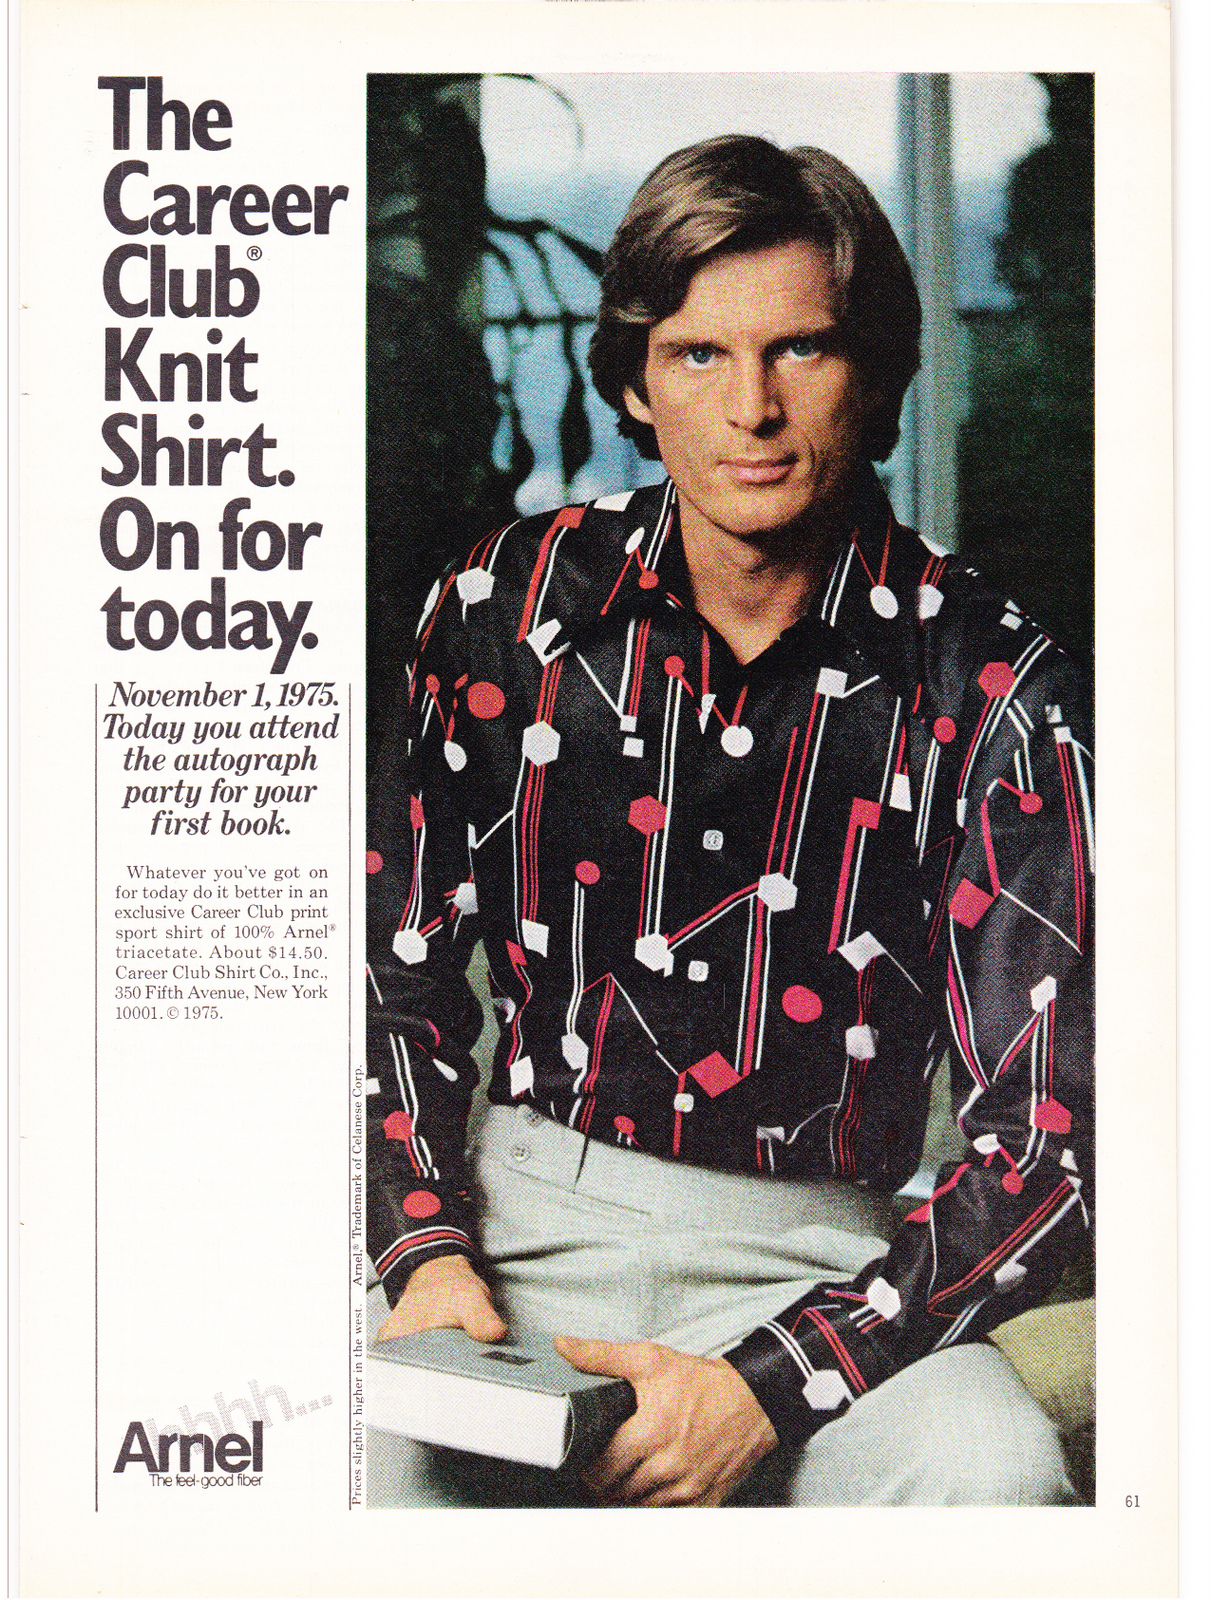 The
Career
Club®
Knit
Shirt.
On for
today.
November 1, 1975.
Today you attend
the autograph
party for your
first book.
Whatever you've got on
for today do it better in an
exclusive Career Club print
sport shirt of 100% Arnel®
triacetate. About $14.50.
Career Club Shirt Co., Inc.,
350 Fifth Avenue, New York
10001. © 1975.
Prices slightly higher in the west. Arnel,® Trademark of Celanese Corp.
hhhh...
Arnel
The feel-good fiber
61